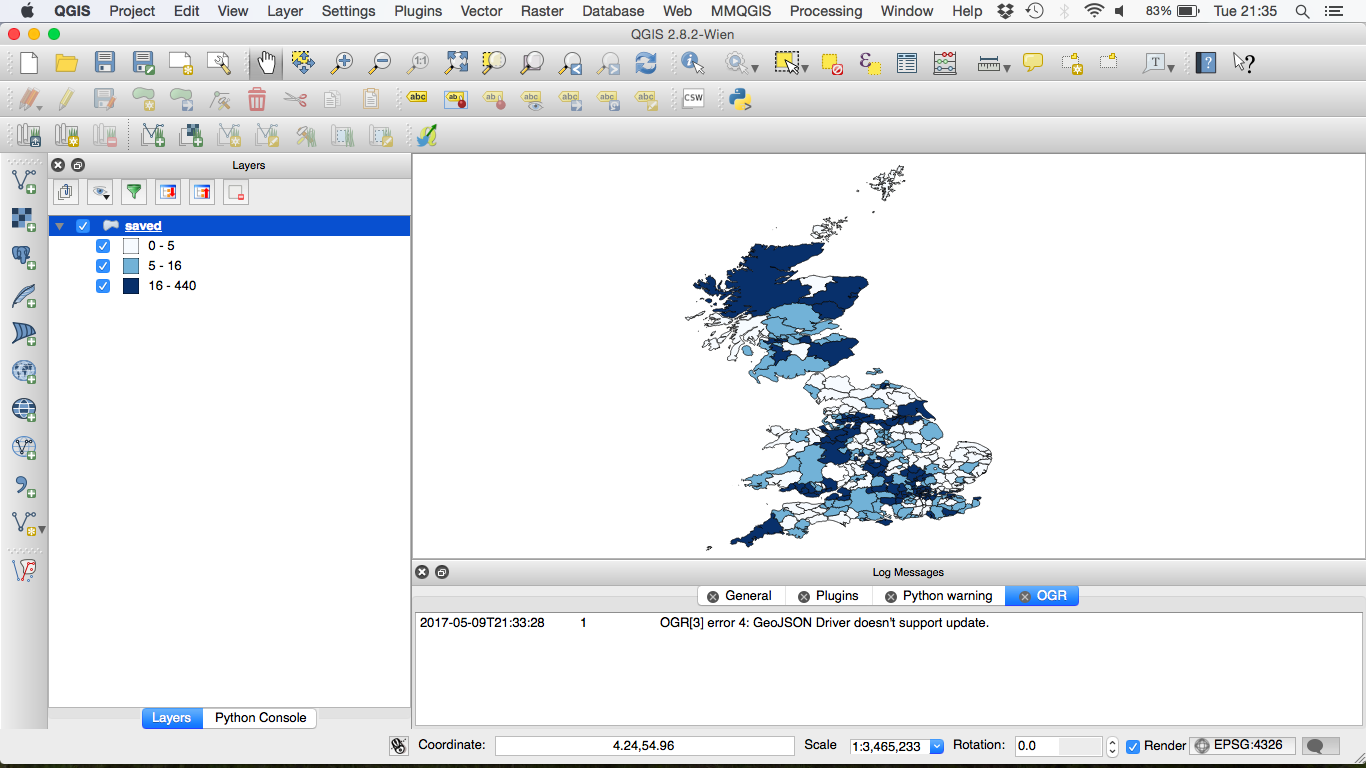 QGIS Project Edit View Layer Settings Plugins Vector Raster Database Web MMQGIS Processing Window Help 83% Tue 21:35
QGIS 2.8.2-Wien
1:1
ε
T
?
?
abc
ab
ab
abc
abc
abc
abc
CSW
Layers
saved
0 - 5
5 - 16
16 - 440
Log Messages
General Plugins Python warning OGR
2017-05-09T21:33:28 1 OGR[3] error 4: GeoJSON Driver doesn't support update.
Layers Python Console
Coordinate: 4.24,54.96 Scale 1:3,465,233 Rotation: 0.0 Render EPSG:4326